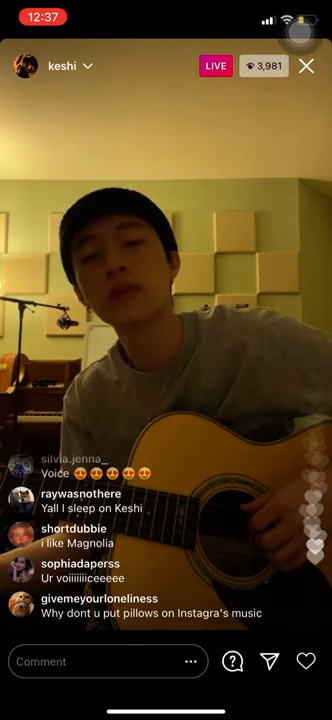 12:37
keshi
LIVE
3,981
silvia.jenna_
Voice 😍😍😍😍😍
raywasnothere
Yall I sleep on Keshi
shortdubbie
i like Magnolia
sophiadaperss
Ur voiiiiiiceeeee
givemeyourloneliness
Why dont u put pillows on Instagra's music
Comment